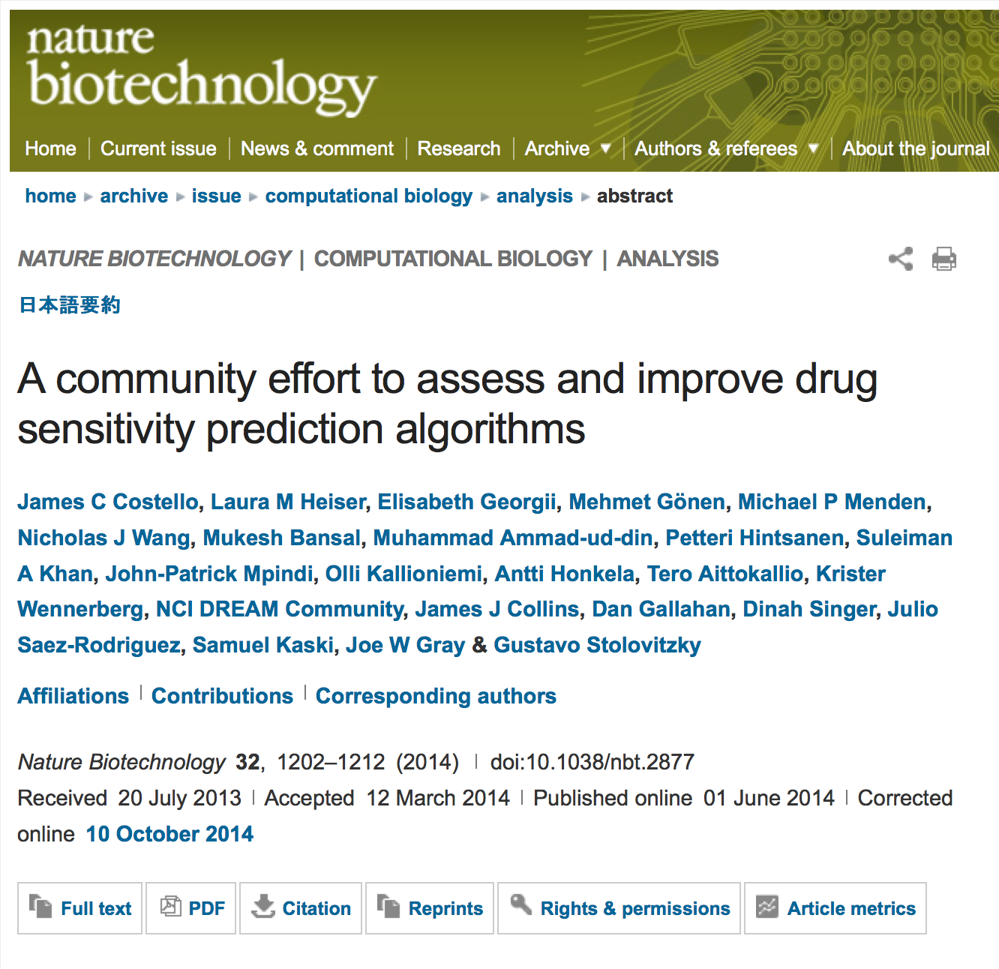 nature
biotechnology
Home Current issue News & comment Research Archive ▼ Authors & referees ▼ About the journal
home ▸ archive ▸ issue ▸ computational biology ▸ analysis ▸ abstract
NATURE BIOTECHNOLOGY | COMPUTATIONAL BIOLOGY | ANALYSIS
日本語要約
A community effort to assess and improve drug
sensitivity prediction algorithms
James C Costello, Laura M Heiser, Elisabeth Georgii, Mehmet Gönen, Michael P Menden,
Nicholas J Wang, Mukesh Bansal, Muhammad Ammad-ud-din, Petteri Hintsanen, Suleiman
A Khan, John-Patrick Mpindi, Olli Kallioniemi, Antti Honkela, Tero Aittokallio, Krister
Wennerberg, NCI DREAM Community, James J Collins, Dan Gallahan, Dinah Singer, Julio
Saez-Rodriguez, Samuel Kaski, Joe W Gray & Gustavo Stolovitzky
Affiliations | Contributions | Corresponding authors
Nature Biotechnology 32, 1202–1212 (2014) | doi:10.1038/nbt.2877
Received 20 July 2013 | Accepted 12 March 2014 | Published online 01 June 2014 | Corrected
online 10 October 2014
Full text PDF Citation Reprints Rights & permissions Article metrics